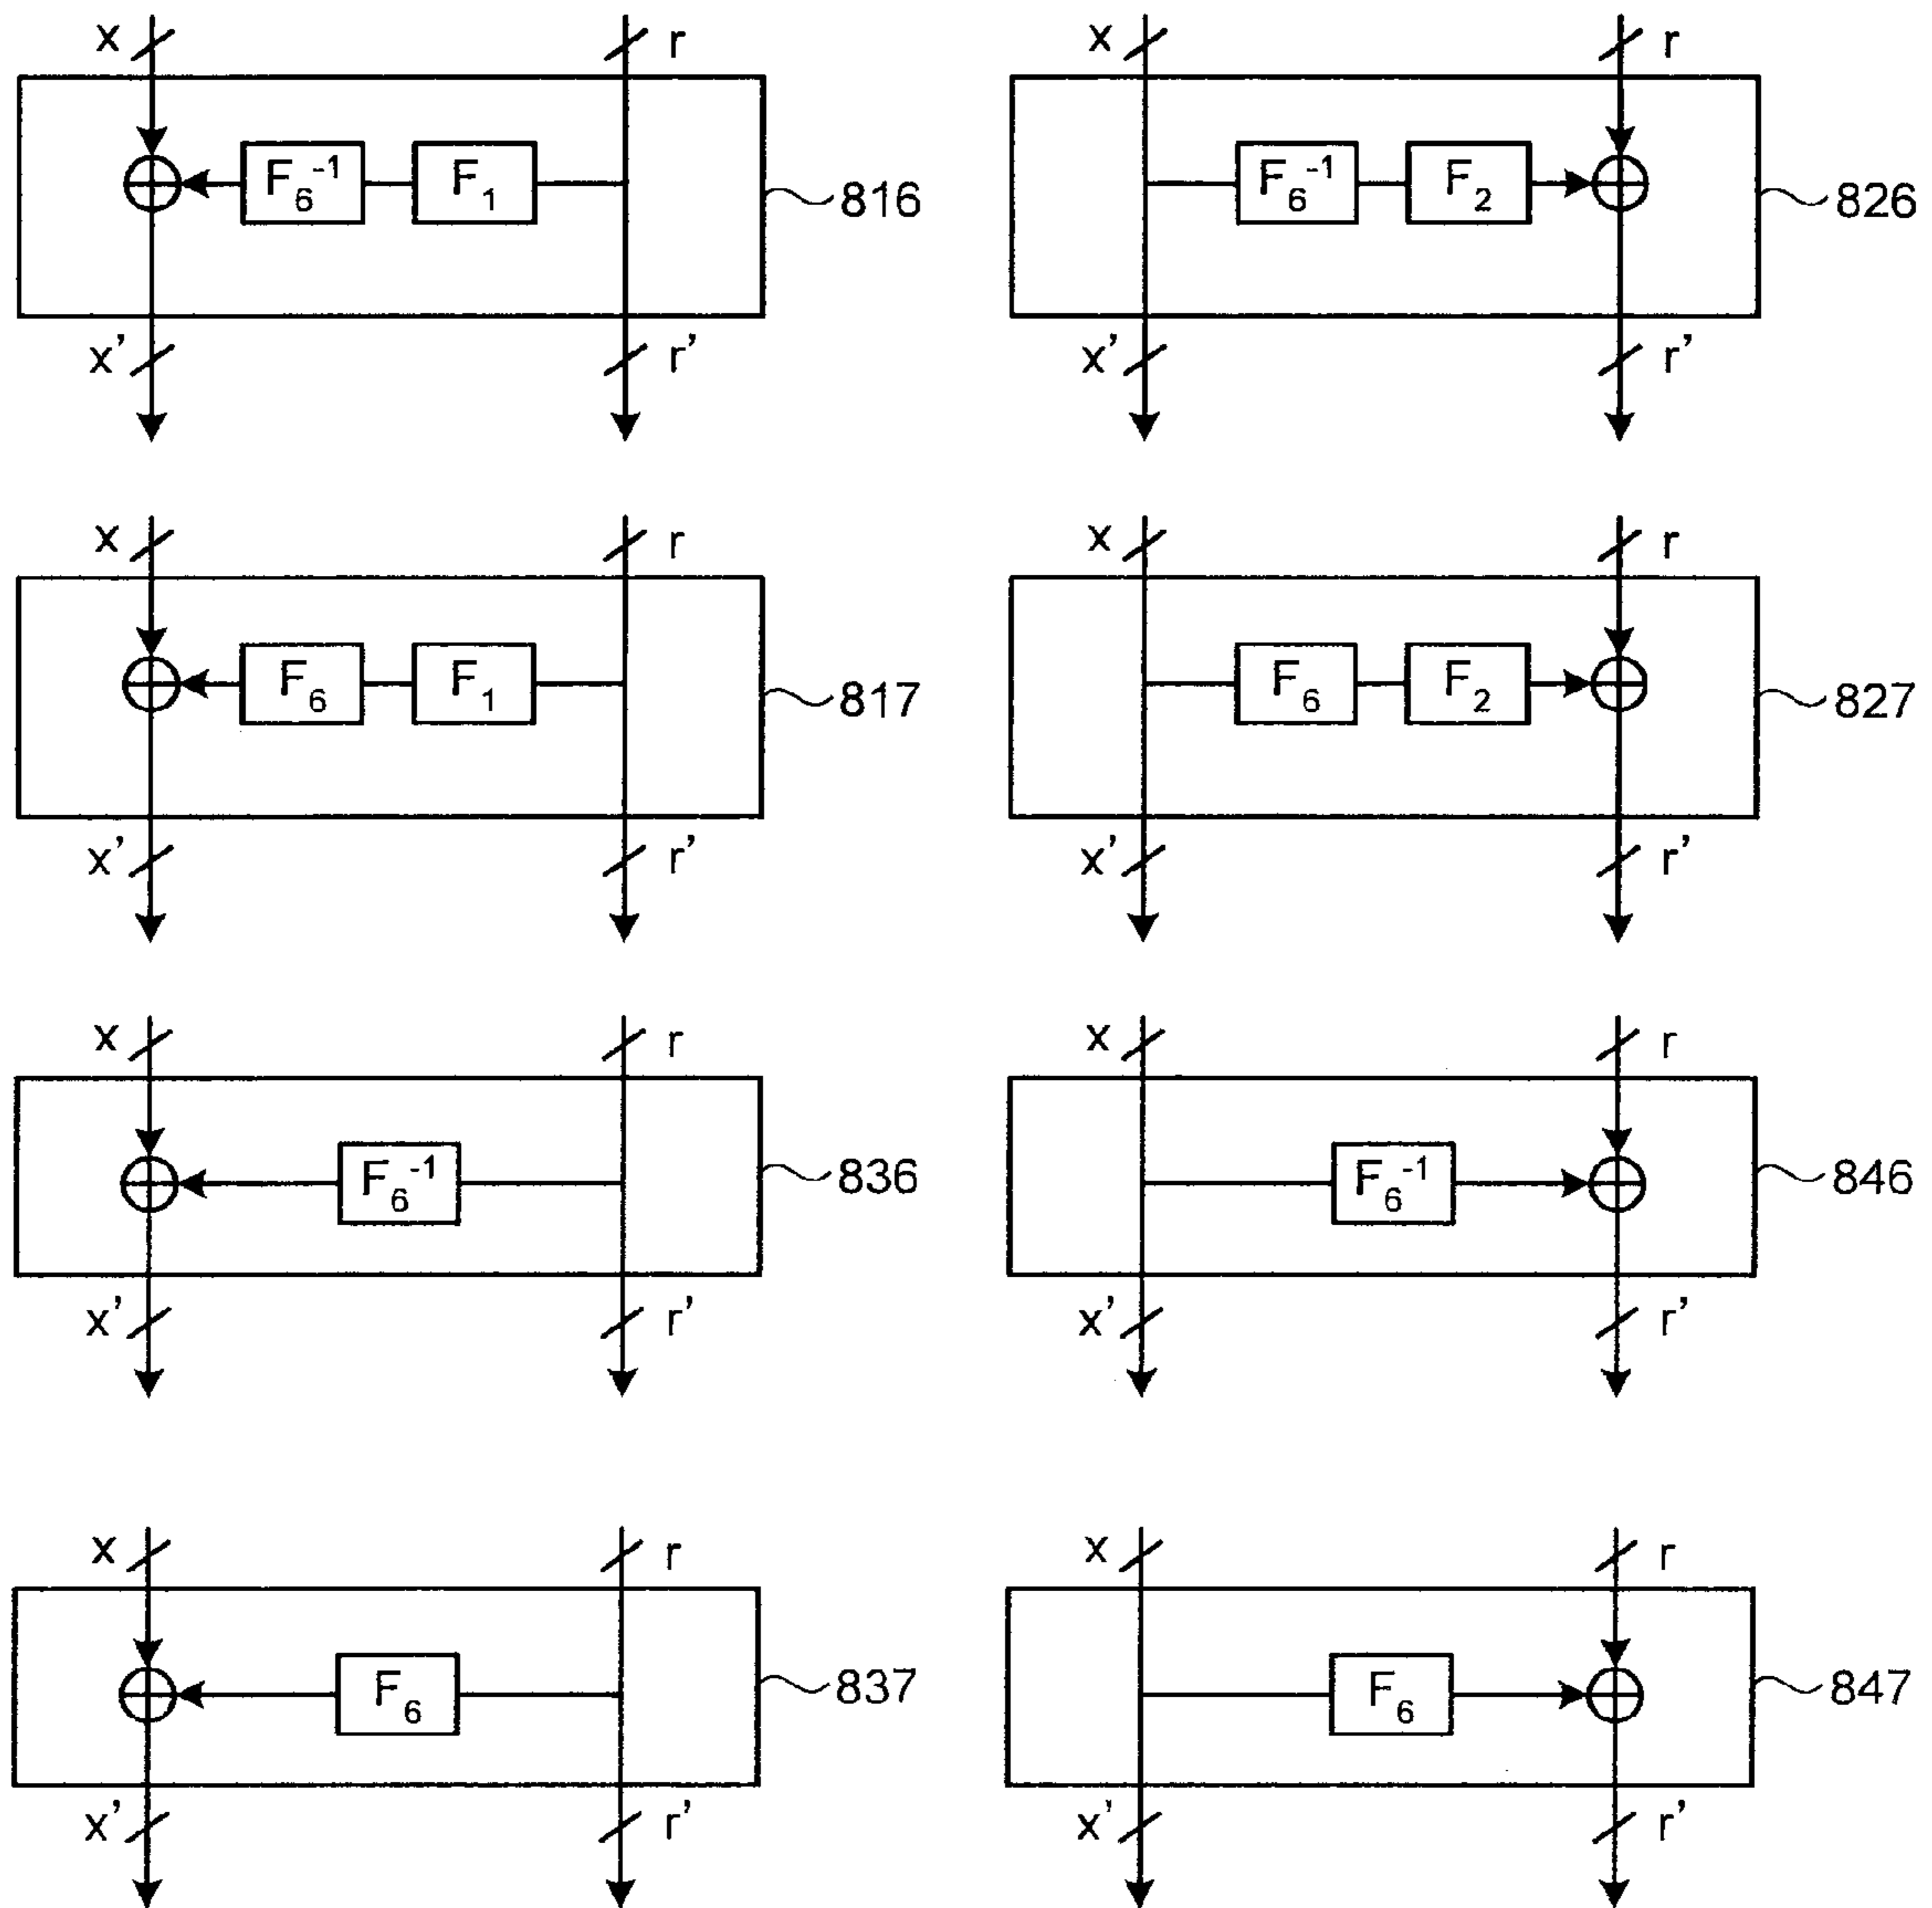 x r x r
F₆⁻¹ F₁ 816 F₆⁻¹ F₂ 826
x' r' x' r'
x r x r
F₆ F₁ 817 F₆ F₂ 827
x' r' x' r'
x r x r
F₆⁻¹ 836 F₆⁻¹ 846
x' r' x' r'
x r x r
F₆ 837 F₆ 847
x' r' x' r'